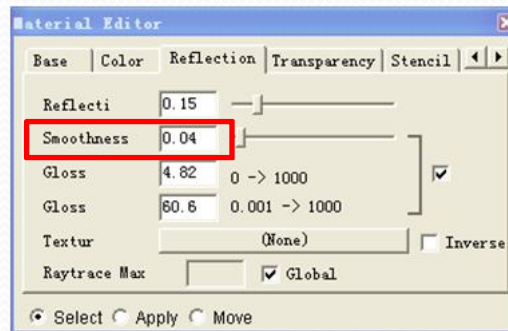 Material Editor
Base Color Reflection Transparency Stencil
Reflecti 0.15
Smoothness 0.04
Gloss 4.82 0 -> 1000
Gloss 60.6 0.001 -> 1000
Textur (None) Inverse
Raytrace Max Global
Select Apply Move